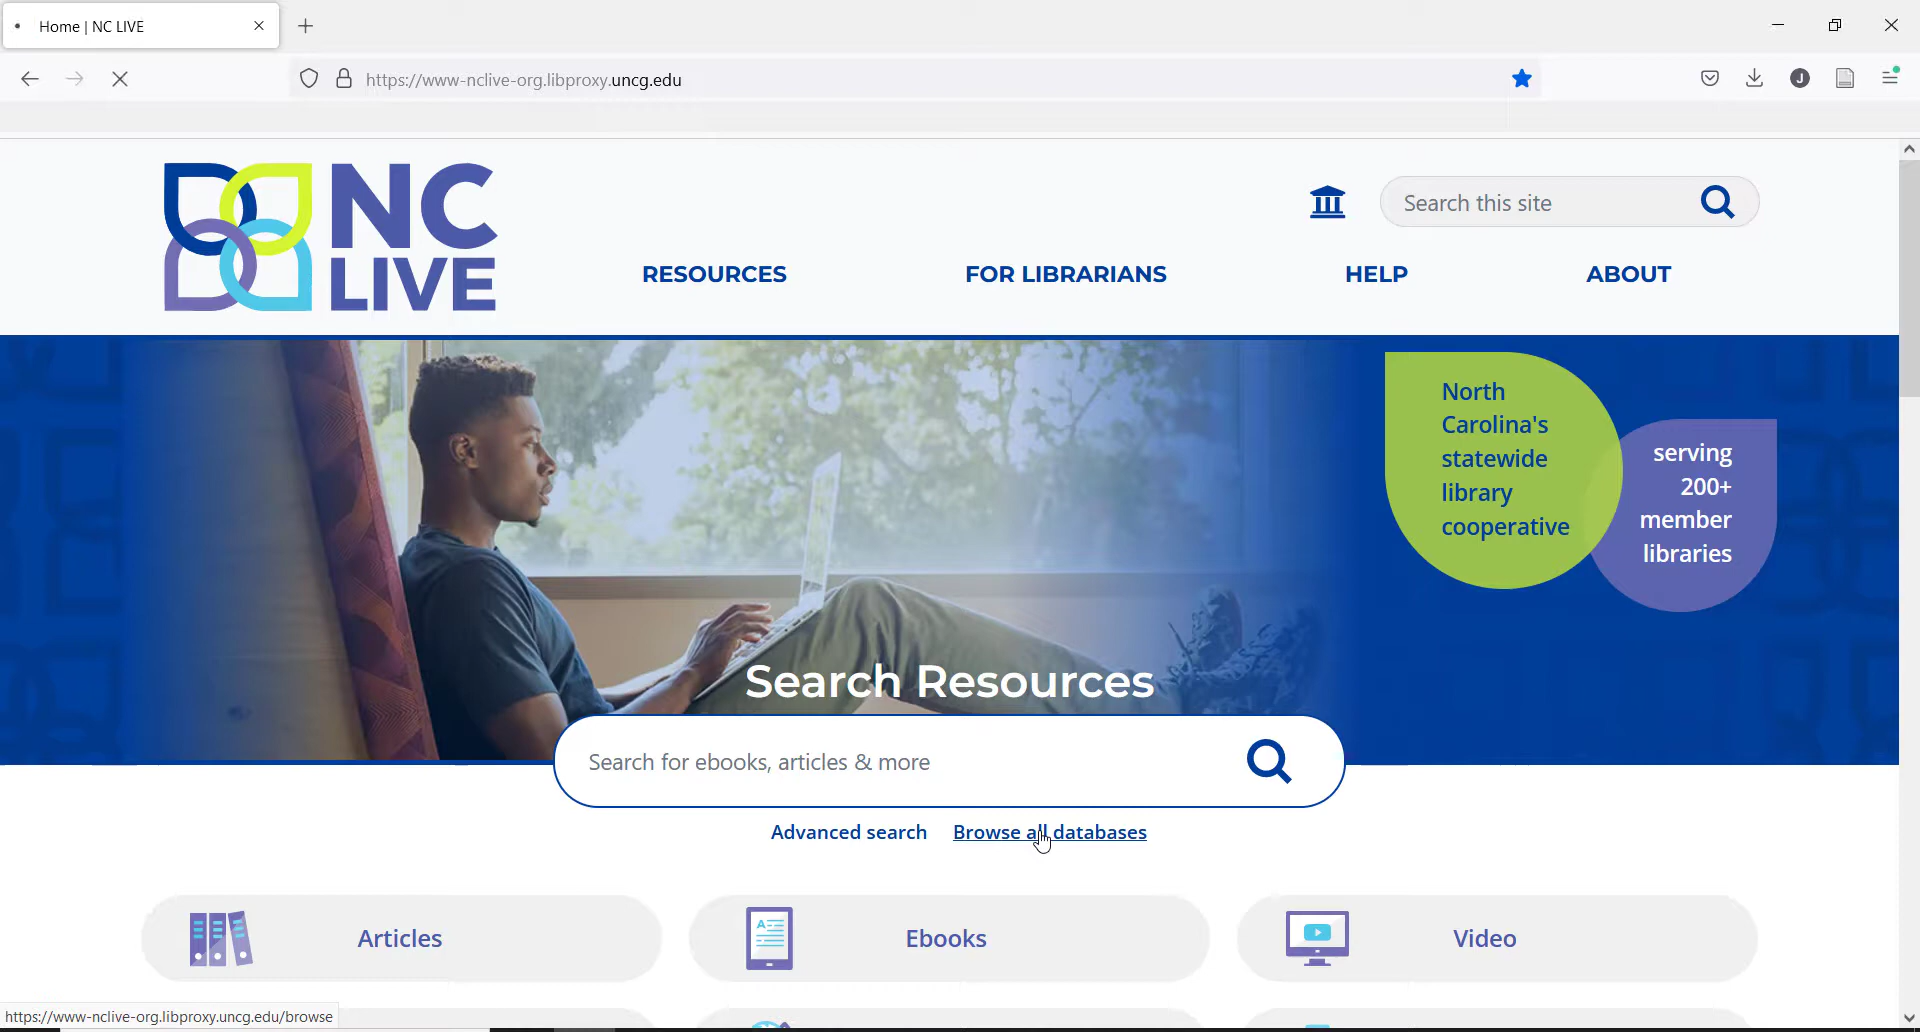 Home | NC LIVE
https://www-nclive-org.libproxy.uncg.edu
J
NC
LIVE
Search this site
RESOURCES
FOR LIBRARIANS
HELP
ABOUT
North
Carolina's
statewide
library
cooperative
serving
200+
member
libraries
Search Resources
Search for ebooks, articles & more
Advanced search
Browse all databases
Articles
A
Ebooks
Video
https://www-nclive-org.libproxy.uncg.edu/browse